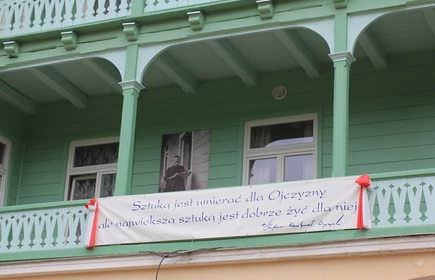 Sztuką jest umierać dla Ojczyzny
ale największą sztuką jest dobrze żyć dla niej